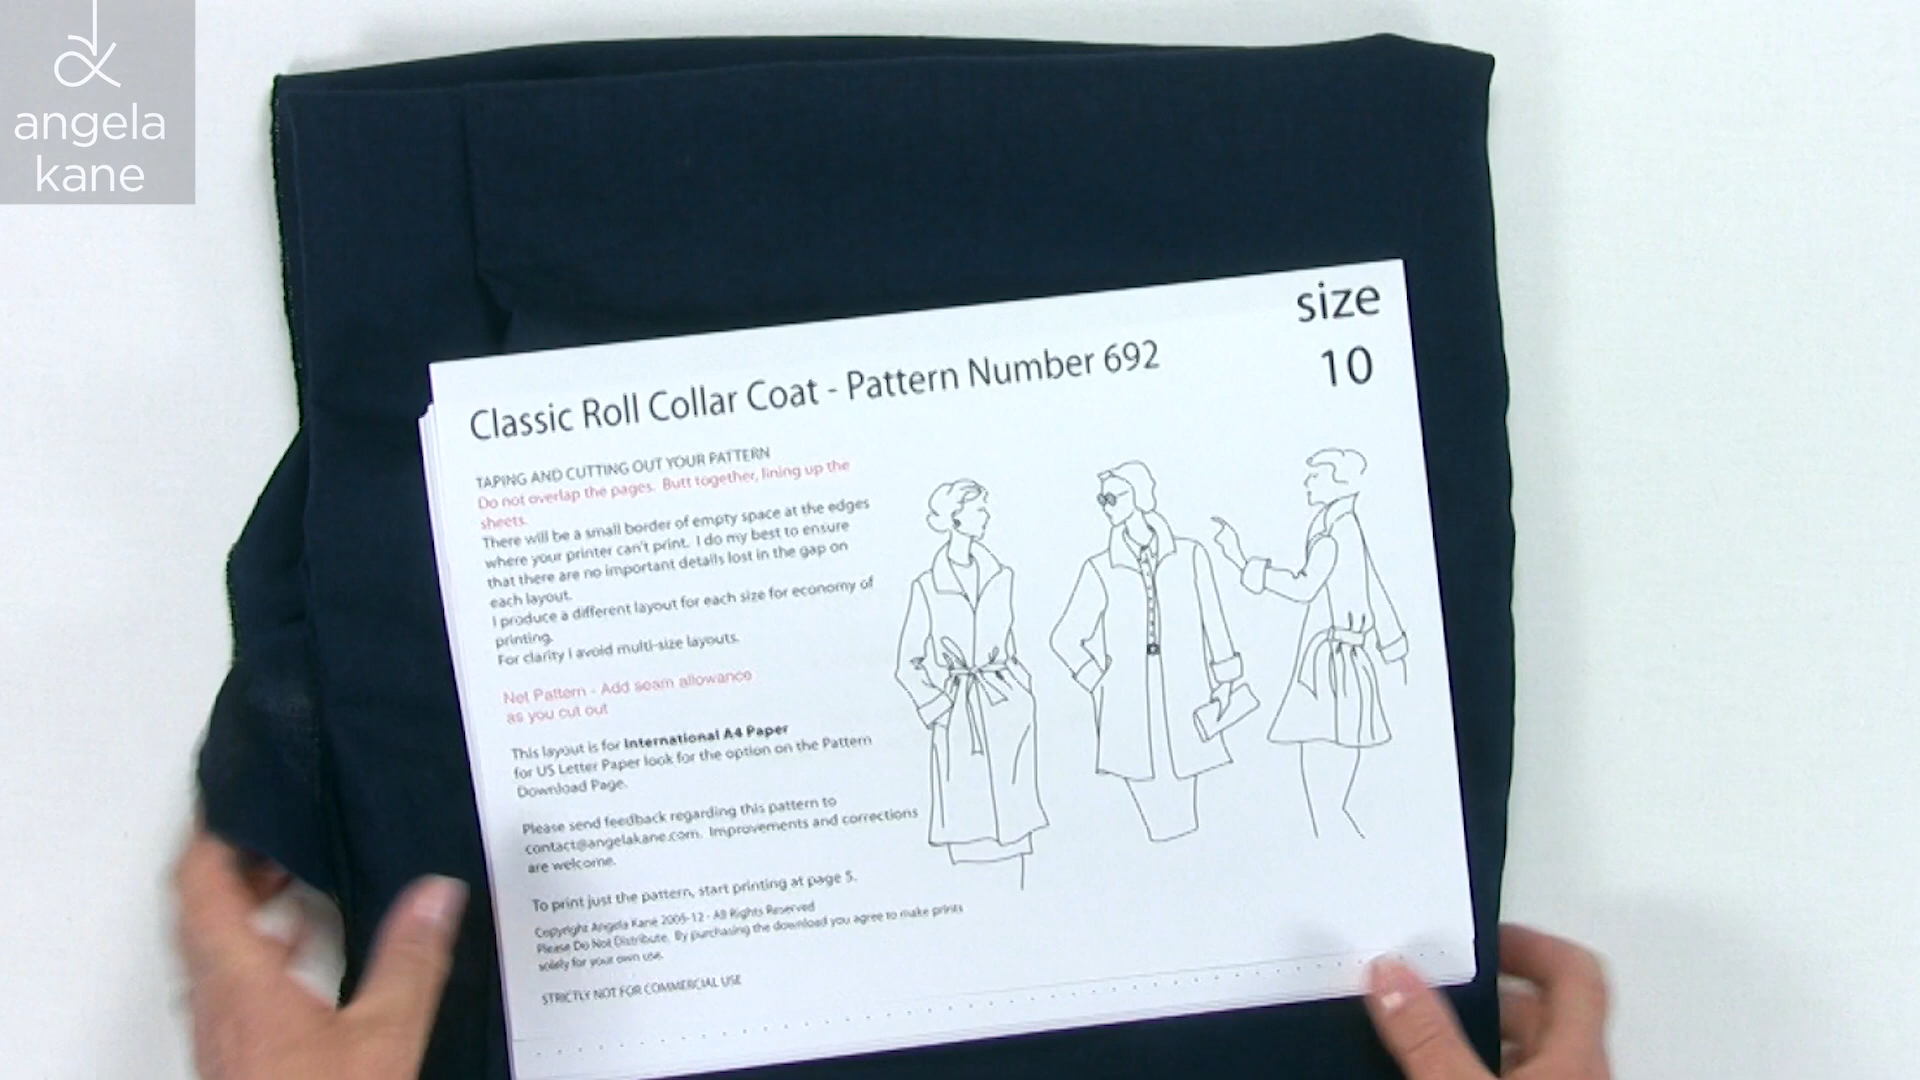 angela
kane
size
10
Classic Roll Collar Coat - Pattern Number 692
TAPING AND CUTTING OUT YOUR PATTERN
Do not overlap the pages. Butt together, lining up the
sheets.
There will be a small border of empty space at the edges
where your printer can't print. I do my best to ensure
that there are no important details lost in the gap on
each layout.
I produce a different layout for each size for economy of
printing.
For clarity I avoid multi-size layouts.
Net Pattern - Add seam allowance
as you cut out
This layout is for International A4 Paper
for US Letter Paper look for the option on the Pattern
Download Page.
Please send feedback regarding this pattern to
contact@angelakane.com. Improvements and corrections
are welcome.
To print just the pattern, start printing at page 5.
Copyright Angela Kane 2005-12 - All Rights Reserved
Please Do Not Distribute. By purchasing the download you agree to make prints
solely for your own use.
STRICTLY NOT FOR COMMERCIAL USE